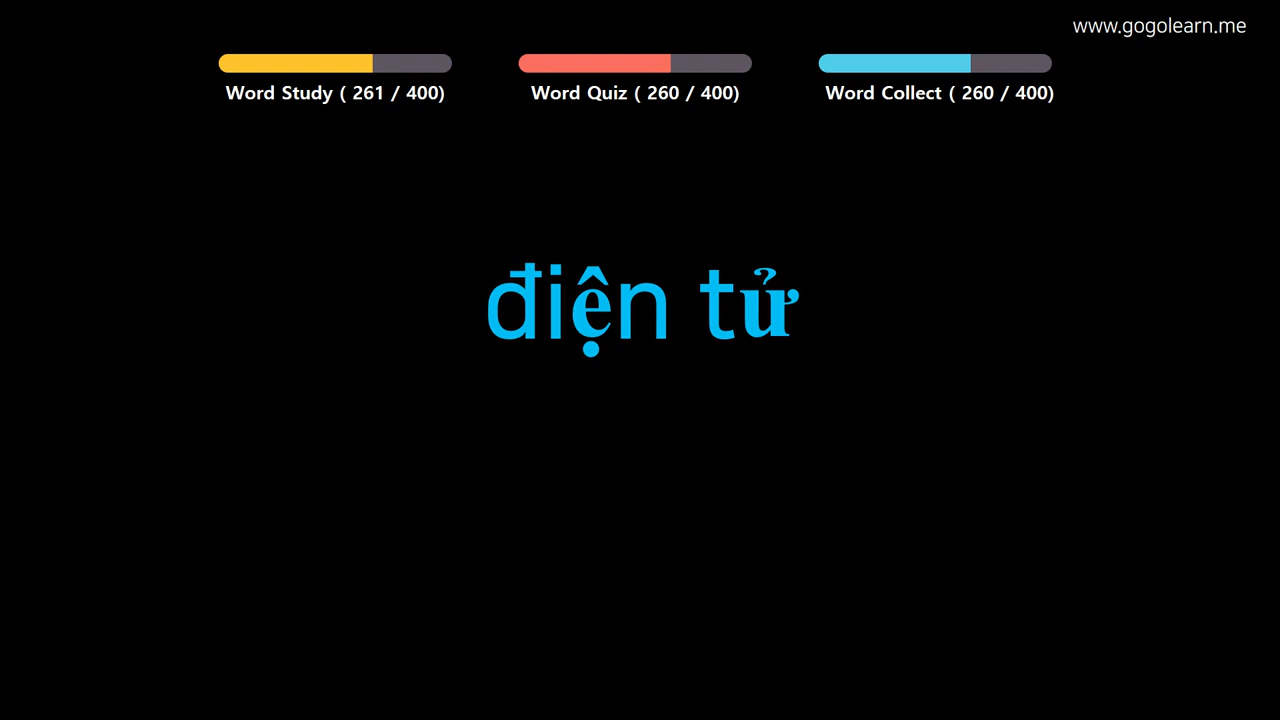 www.gogolearn.me
Word Study ( 261 / 400)
Word Quiz ( 260 / 400)
Word Collect ( 260 / 400)
điện tử